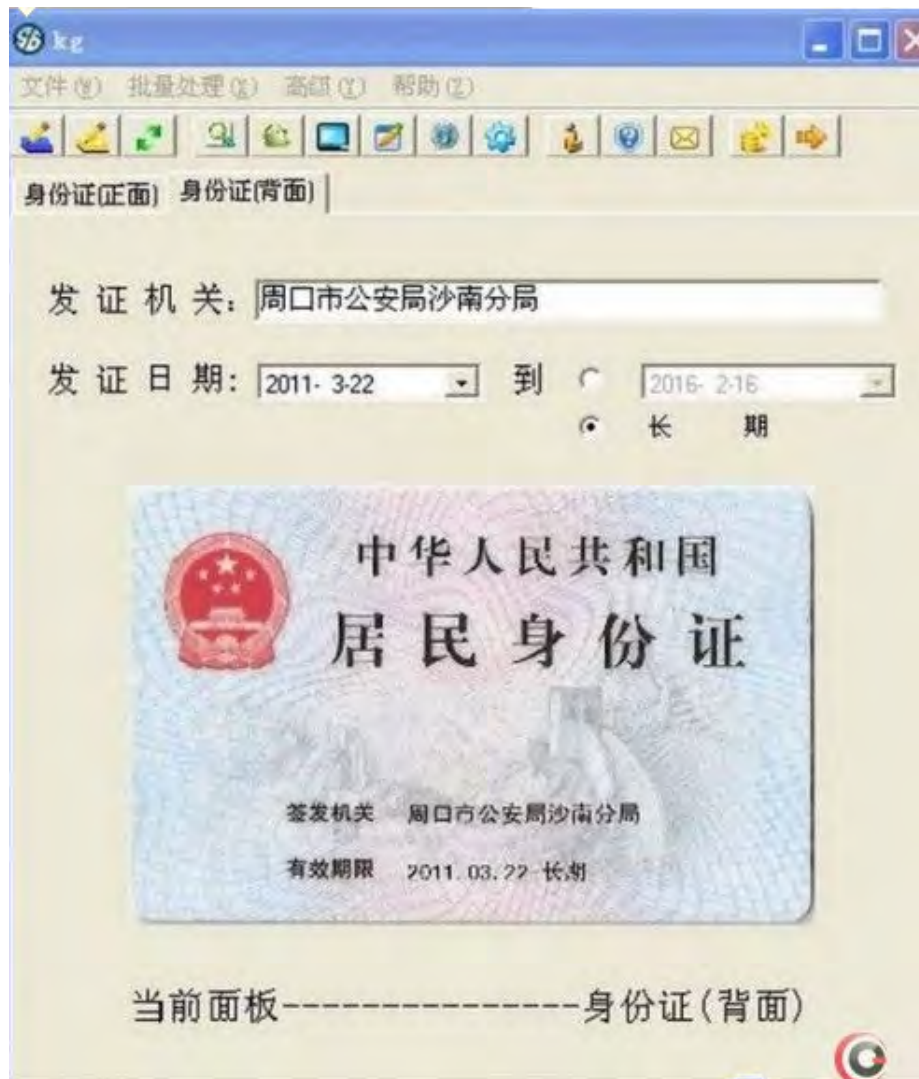 kg
文件(W) 批量处理(X) 高级(Y) 帮助(Z)
身份证(正面) 身份证(背面)
发 证 机 关: 周口市公安局沙南分局
发 证 日 期: 2011- 3-22 到 2016- 2-16
长 期
中华人民共和国
居民身份证
签发机关 周口市公安局沙南分局
有效期限 2011.03.22-长期
当前面板---------------身份证(背面)